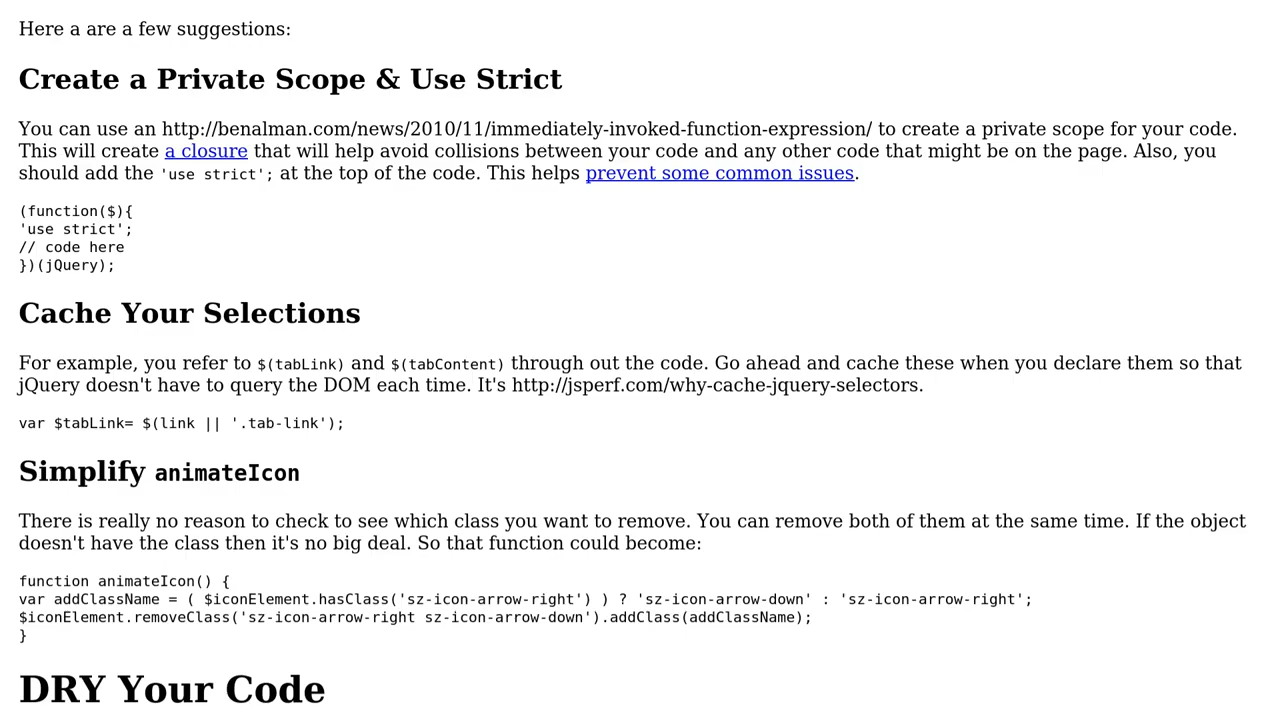 Here a are a few suggestions:
Create a Private Scope & Use Strict
You can use an http://benalman.com/news/2010/11/immediately-invoked-function-expression/ to create a private scope for your code.
This will create a closure that will help avoid collisions between your code and any other code that might be on the page. Also, you
should add the 'use strict'; at the top of the code. This helps prevent some common issues.
(function($){
'use strict';
// code here
})(jQuery);
Cache Your Selections
For example, you refer to $(tabLink) and $(tabContent) through out the code. Go ahead and cache these when you declare them so that
jQuery doesn't have to query the DOM each time. It's http://jsperf.com/why-cache-jquery-selectors.
var $tabLink= $(link || '.tab-link');
Simplify animateIcon
There is really no reason to check to see which class you want to remove. You can remove both of them at the same time. If the object
doesn't have the class then it's no big deal. So that function could become:
function animateIcon() {
var addClassName = ( $iconElement.hasClass('sz-icon-arrow-right') ) ? 'sz-icon-arrow-down' : 'sz-icon-arrow-right';
$iconElement.removeClass('sz-icon-arrow-right sz-icon-arrow-down').addClass(addClassName);
}
DRY Your Code